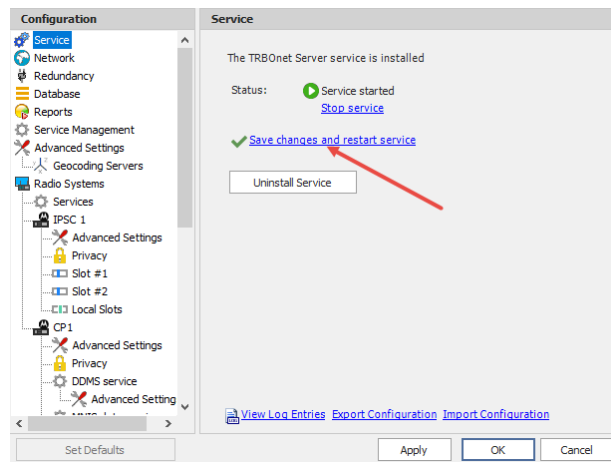 Configuration
Service
Network
Redundancy
Database
Reports
Service Management
Advanced Settings
Geocoding Servers
Radio Systems
Services
IPSC 1
Advanced Settings
Privacy
Slot #1
Slot #2
Local Slots
CP1
Advanced Settings
Privacy
DDMS service
Advanced Setting
Set Defaults
Service
The TRBOnet Server service is installed
Status: Service started
Stop service
Save changes and restart service
Uninstall Service
View Log Entries Export Configuration Import Configuration
Apply OK Cancel